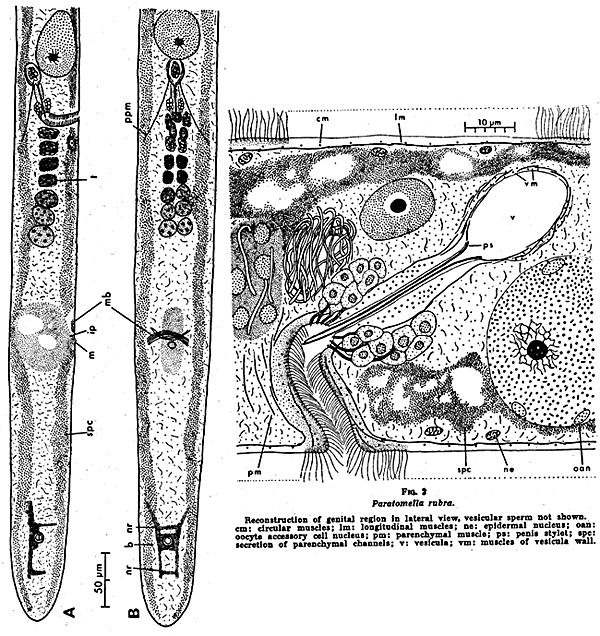 ppm
t
mb
ip
m
spc
nr
b
nr
50 µm
A
B
cm
lm
10 µm
vm
v
ps
pm
spc
ne
oan
FIG. 2
Paratomella rubra.
Reconstruction of genital region in lateral view, vesicular sperm not shown.
cm: circular muscles; lm: longitudinal muscles; ne: epidermal nucleus; oan:
oocyte accessory cell nucleus; pm: parenchymal muscle; ps: penis stylet; spc:
secretion of parenchymal channels; v: vesicula; vm: muscles of vesicula wall.